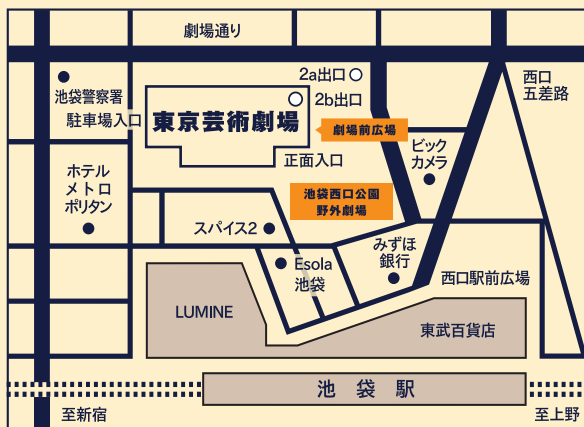 劇場通り
2a出口
西口
五差路
池袋警察署
駐車場入口
東京芸術劇場
2b出口
劇場前広場
正面入口
ビック
カメラ
ホテル
メトロ
ポリタン
池袋西口公園
野外劇場
スパイス2
みずほ
銀行
Esola
池袋
西口駅前広場
LUMINE
東武百貨店
池袋駅
至新宿
至上野